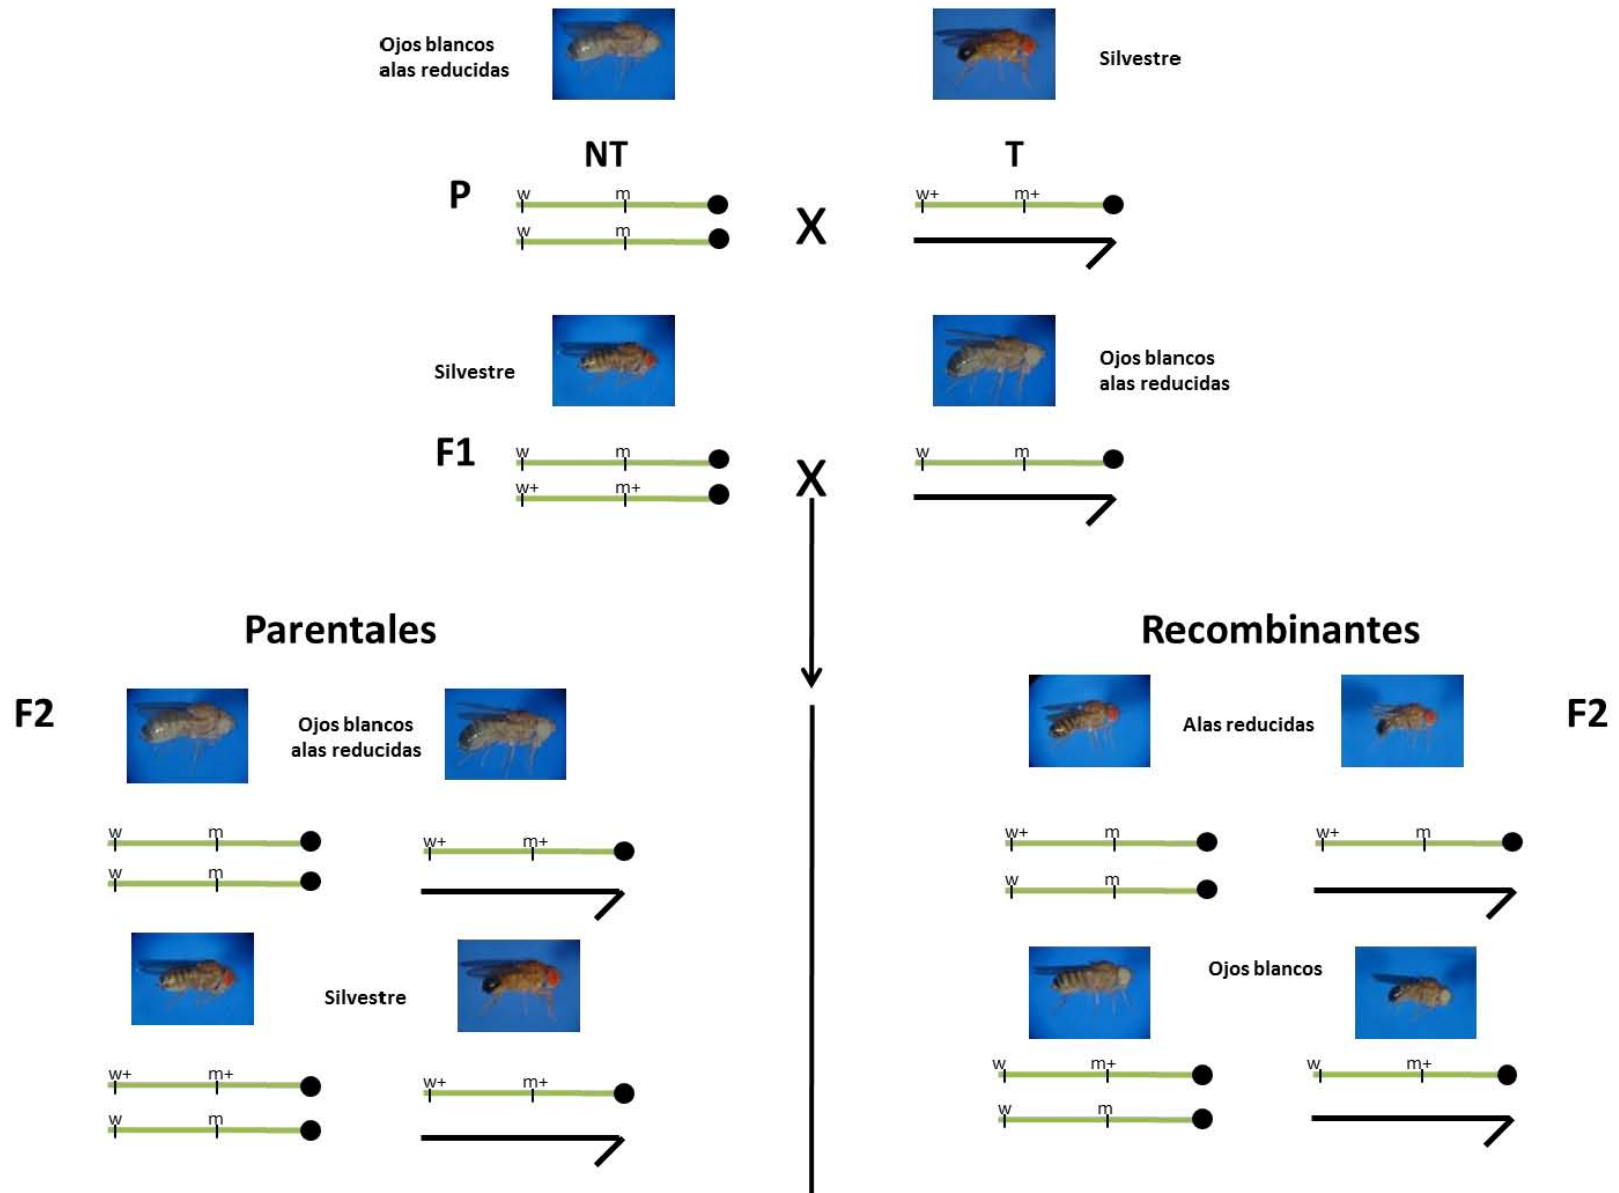 Ojos blancos
alas reducidas
Silvestre
NT
T
P
w m
w m
X
w+ m+
Silvestre
Ojos blancos
alas reducidas
F1
w m
w+ m+
X
w m
Parentales
Recombinantes
F2
Ojos blancos
alas reducidas
Alas reducidas
F2
w m
w m
w+ m+
w+ m
w m
w+ m
Silvestre
Ojos blancos
w+ m+
w m
w+ m+
w m+
w m
w m+